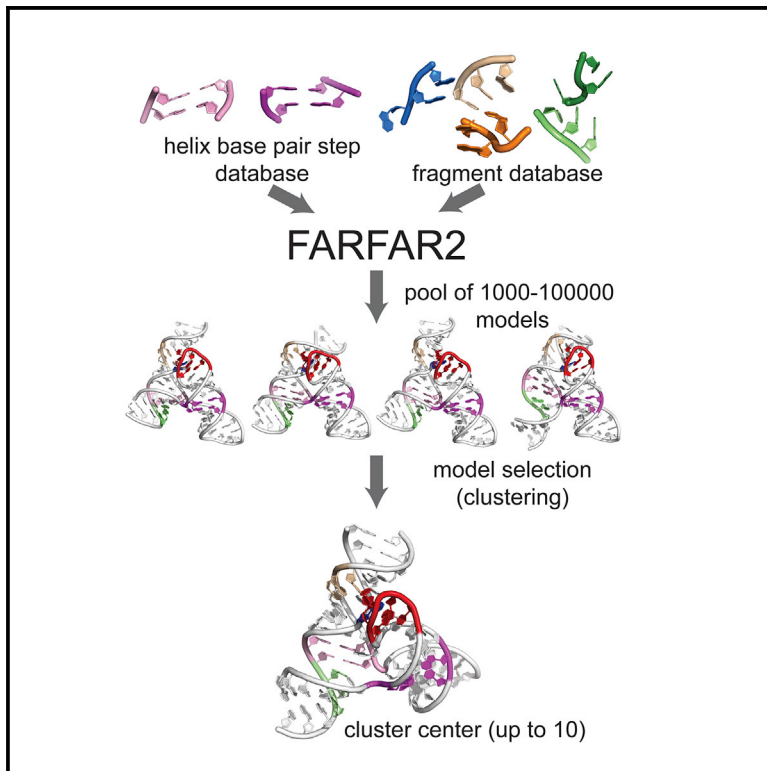 helix base pair step
database
fragment database
FARFAR2
pool of 1000-100000
models
model selection
(clustering)
cluster center (up to 10)